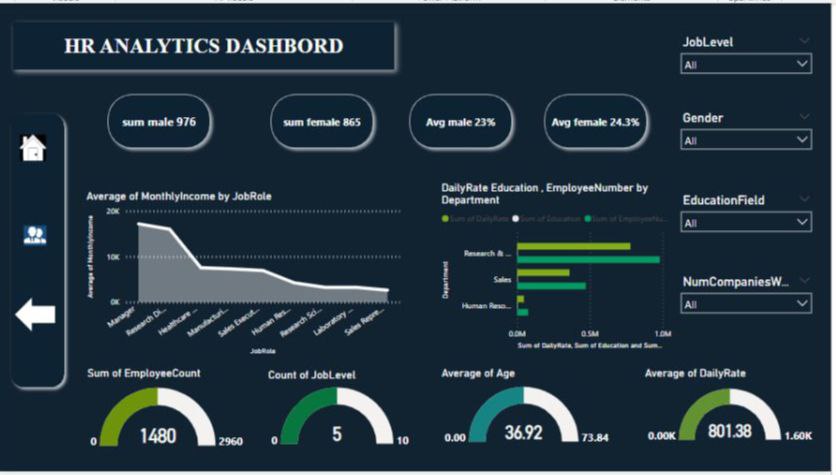 HR ANALYTICS DASHBORD
JobLevel
All
sum male 976
sum female 865
Avg male 23%
Avg female 24.3%
Gender
All
Average of MonthlyIncome by JobRole
20K
10K
0K
Average of MonthlyIncome
Manager
Research Di...
Healthcare ...
Manufacturi...
Sales Execut...
Human Res...
Research Sci...
Laboratory ...
Sales Repre...
JobRole
DailyRate Education , EmployeeNumber by
Department
Sum of DailyRate Sum of Education Sum of EmployeeNu...
Department
Research & ...
Sales
Human Reso...
0.0M 0.5M 1.0M
Sum of DailyRate, Sum of Education and Sum...
EducationField
All
NumCompaniesW...
All
Sum of EmployeeCount
0 1480 2960
Count of JobLevel
0 5 10
Average of Age
0.00 36.92 73.84
Average of DailyRate
0.00K 801.38 1.60K